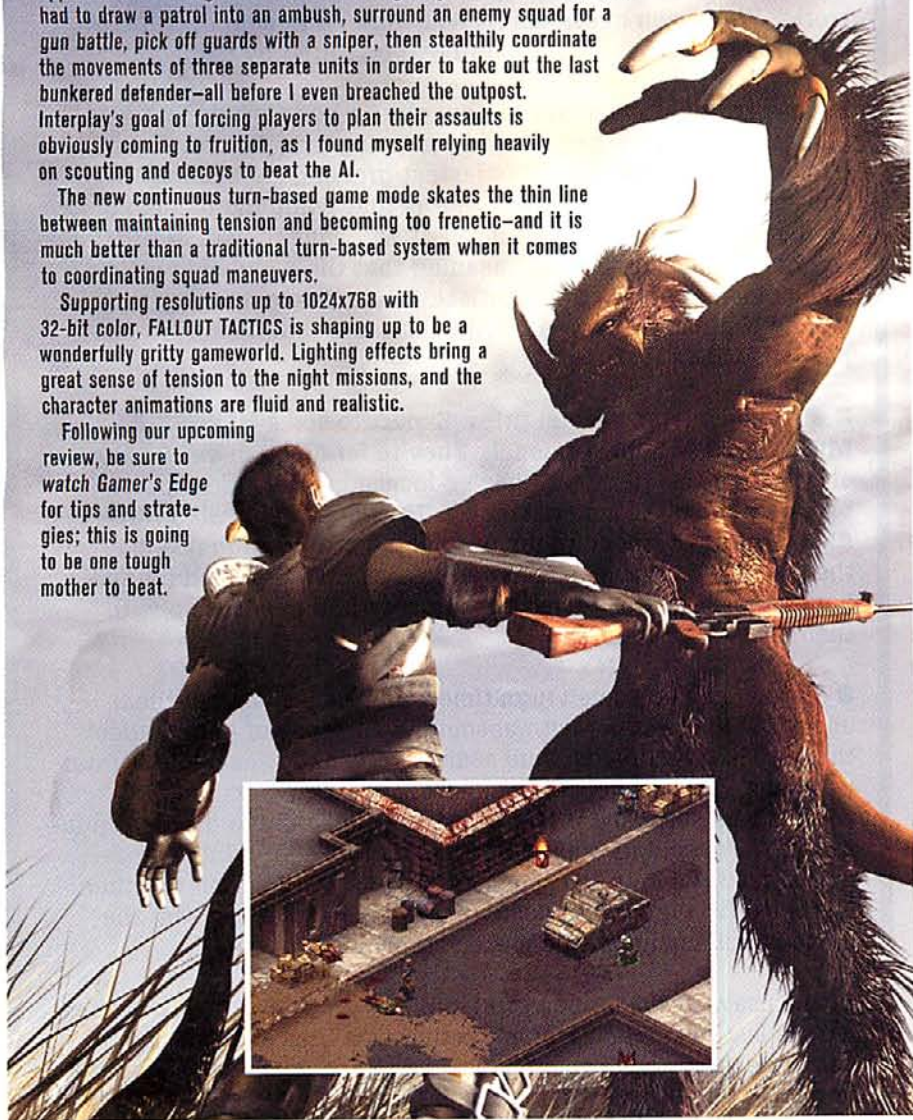 had to draw a patrol into an ambush, surround an enemy squad for a
gun battle, pick off guards with a sniper, then stealthily coordinate
the movements of three separate units in order to take out the last
bunkered defender–all before I even breached the outpost.
Interplay's goal of forcing players to plan their assaults is
obviously coming to fruition, as I found myself relying heavily
on scouting and decoys to beat the AI.
The new continuous turn-based game mode skates the thin line
between maintaining tension and becoming too frenetic–and it is
much better than a traditional turn-based system when it comes
to coordinating squad maneuvers.
Supporting resolutions up to 1024x768 with
32-bit color, FALLOUT TACTICS is shaping up to be a
wonderfully gritty gameworld. Lighting effects bring a
great sense of tension to the night missions, and the
character animations are fluid and realistic.
Following our upcoming
review, be sure to
watch Gamer's Edge
for tips and strate-
gies; this is going
to be one tough
mother to beat.